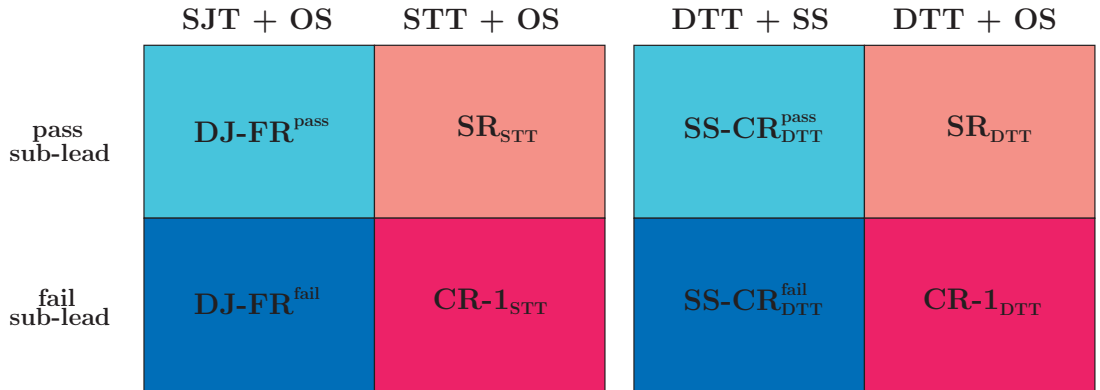 SJT + OS STT + OS DTT + SS DTT + OS
pass
sub-lead
DJ-FR^pass SR_STT SS-CR^pass_DTT SR_DTT
fail
sub-lead
DJ-FR^fail CR-1_STT SS-CR^fail_DTT CR-1_DTT